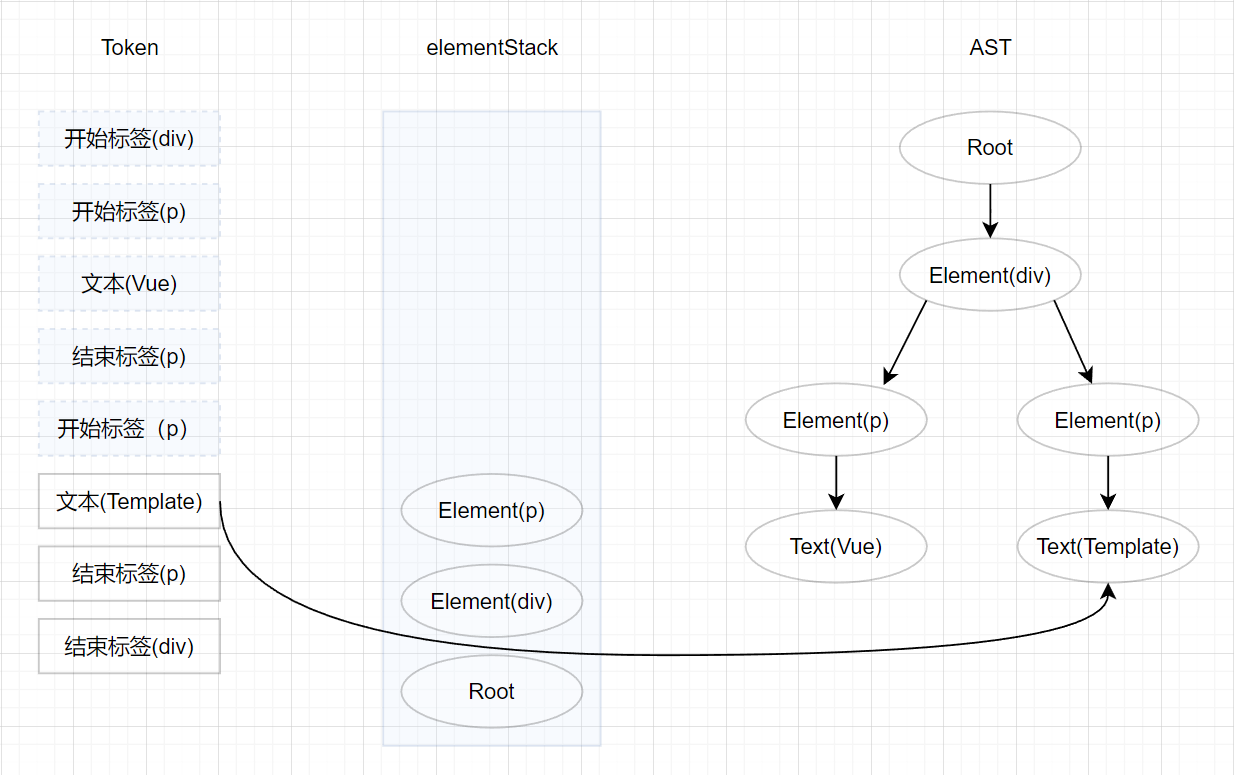 Token
elementStack
AST
开始标签(div)
开始标签(p)
文本(Vue)
结束标签(p)
开始标签（p）
文本(Template)
结束标签(p)
结束标签(div)
Element(p)
Element(div)
Root
Root
Element(div)
Element(p)
Element(p)
Text(Vue)
Text(Template)